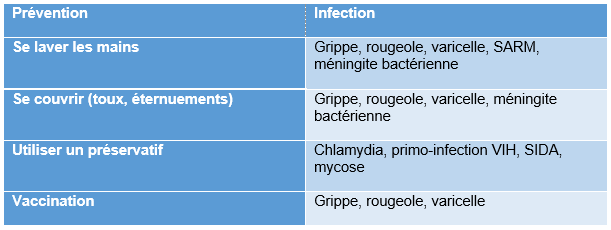 Prévention Infection
Se laver les mains Grippe, rougeole, varicelle, SARM,
méningite bactérienne
Se couvrir (toux, éternuements) Grippe, rougeole, varicelle, méningite
bactérienne
Utiliser un préservatif Chlamydia, primo-infection VIH, SIDA,
mycose
Vaccination Grippe, rougeole, varicelle